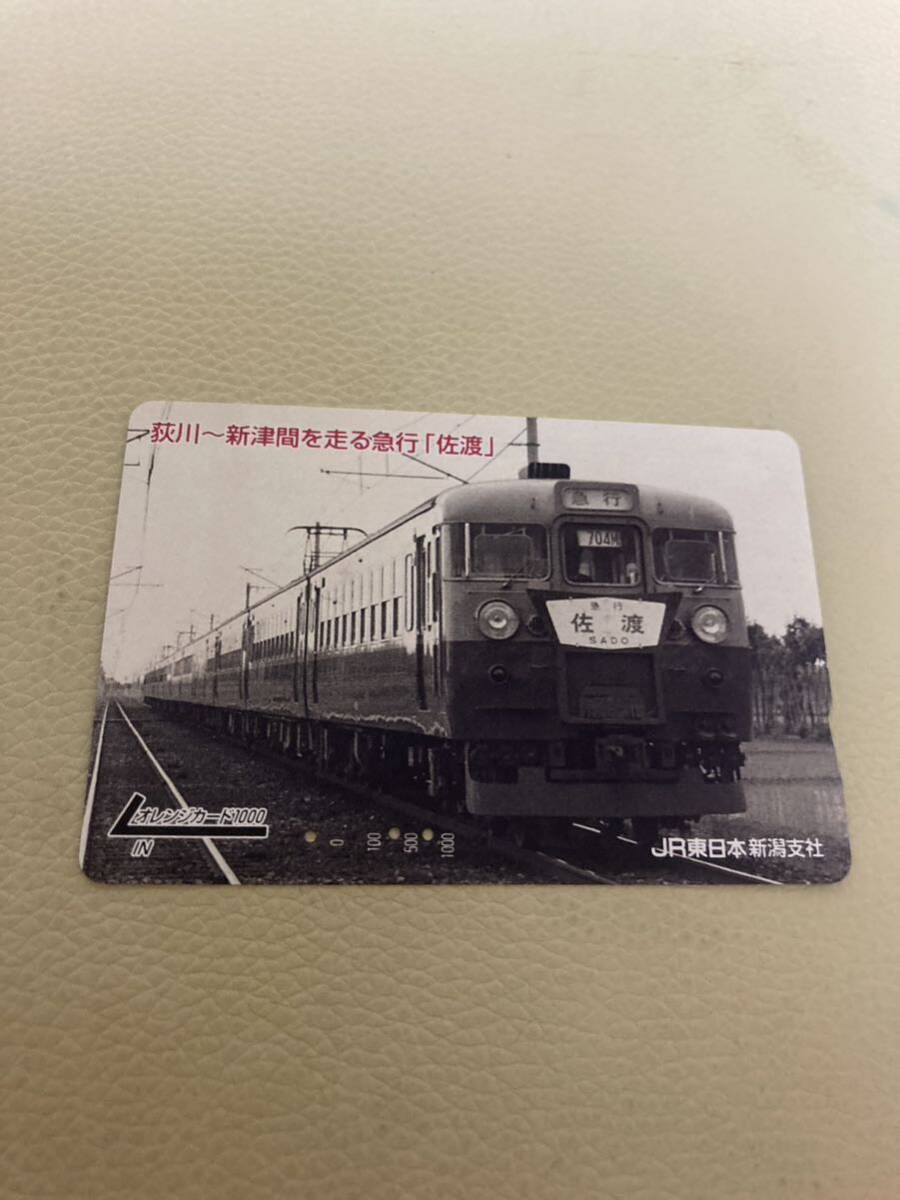 荻川〜新津間を走る急行「佐渡」
急行
704M
急行
佐渡
SADO
オレンジカード1000
IN
0 100 500 1000
JR東日本 新潟支社